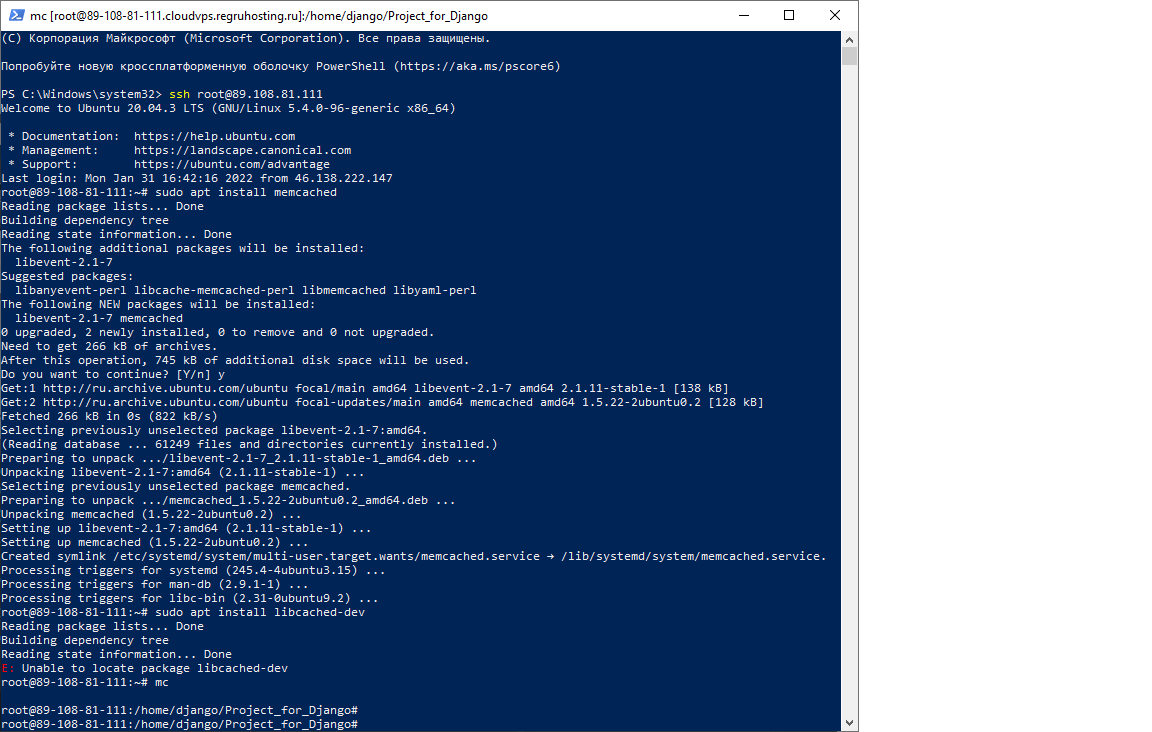 mc [root@89-108-81-111.cloudvps.regruhosting.ru]:/home/django/Project_for_Django
(C) Корпорация Майкрософт (Microsoft Corporation). Все права защищены.
Попробуйте новую кроссплатформенную оболочку PowerShell (https://aka.ms/pscore6)
PS C:\Windows\system32> ssh root@89.108.81.111
Welcome to Ubuntu 20.04.3 LTS (GNU/Linux 5.4.0-96-generic x86_64)
* Documentation:  https://help.ubuntu.com
* Management:     https://landscape.canonical.com
* Support:        https://ubuntu.com/advantage
Last login: Mon Jan 31 16:42:16 2022 from 46.138.222.147
root@89-108-81-111:~# sudo apt install memcached
Reading package lists... Done
Building dependency tree
Reading state information... Done
The following additional packages will be installed:
libevent-2.1-7
Suggested packages:
libanyevent-perl libcache-memcached-perl libmemcached libyaml-perl
The following NEW packages will be installed:
libevent-2.1-7 memcached
0 upgraded, 2 newly installed, 0 to remove and 0 not upgraded.
Need to get 266 kB of archives.
After this operation, 745 kB of additional disk space will be used.
Do you want to continue? [Y/n] y
Get:1 http://ru.archive.ubuntu.com/ubuntu focal/main amd64 libevent-2.1-7 amd64 2.1.11-stable-1 [138 kB]
Get:2 http://ru.archive.ubuntu.com/ubuntu focal-updates/main amd64 memcached amd64 1.5.22-2ubuntu0.2 [128 kB]
Fetched 266 kB in 0s (822 kB/s)
Selecting previously unselected package libevent-2.1-7:amd64.
(Reading database ... 61249 files and directories currently installed.)
Preparing to unpack .../libevent-2.1-7_2.1.11-stable-1_amd64.deb ...
Unpacking libevent-2.1-7:amd64 (2.1.11-stable-1) ...
Selecting previously unselected package memcached.
Preparing to unpack .../memcached_1.5.22-2ubuntu0.2_amd64.deb ...
Unpacking memcached (1.5.22-2ubuntu0.2) ...
Setting up libevent-2.1-7:amd64 (2.1.11-stable-1) ...
Setting up memcached (1.5.22-2ubuntu0.2) ...
Created symlink /etc/systemd/system/multi-user.target.wants/memcached.service → /lib/systemd/system/memcached.service.
Processing triggers for systemd (245.4-4ubuntu3.15) ...
Processing triggers for man-db (2.9.1-1) ...
Processing triggers for libc-bin (2.31-0ubuntu9.2) ...
root@89-108-81-111:~# sudo apt install libcached-dev
Reading package lists... Done
Building dependency tree
Reading state information... Done
E: Unable to locate package libcached-dev
root@89-108-81-111:~# mc
root@89-108-81-111:/home/django/Project_for_Django#
root@89-108-81-111:/home/django/Project_for_Django#